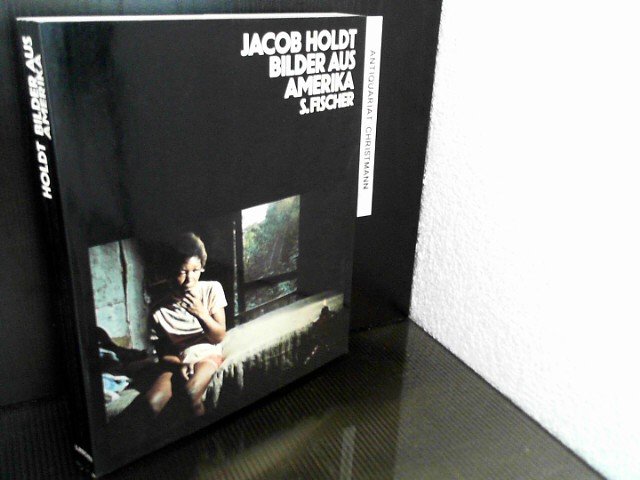 JACOB HOLDT
BILDER AUS
AMERIKA
S. FISCHER
HOLDT BILDER AUS
AMERIKA
ANTIQUARIAT CHRISTMANN